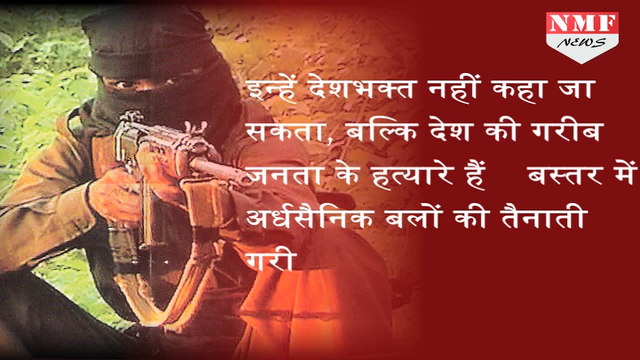 NMF
NEWS
इन्हें देशभक्त नहीं कहा जा
सकता, बल्कि देश की गरीब
जनता के हत्यारे हैं बस्तर में
अर्धसैनिक बलों की तैनाती
गरी